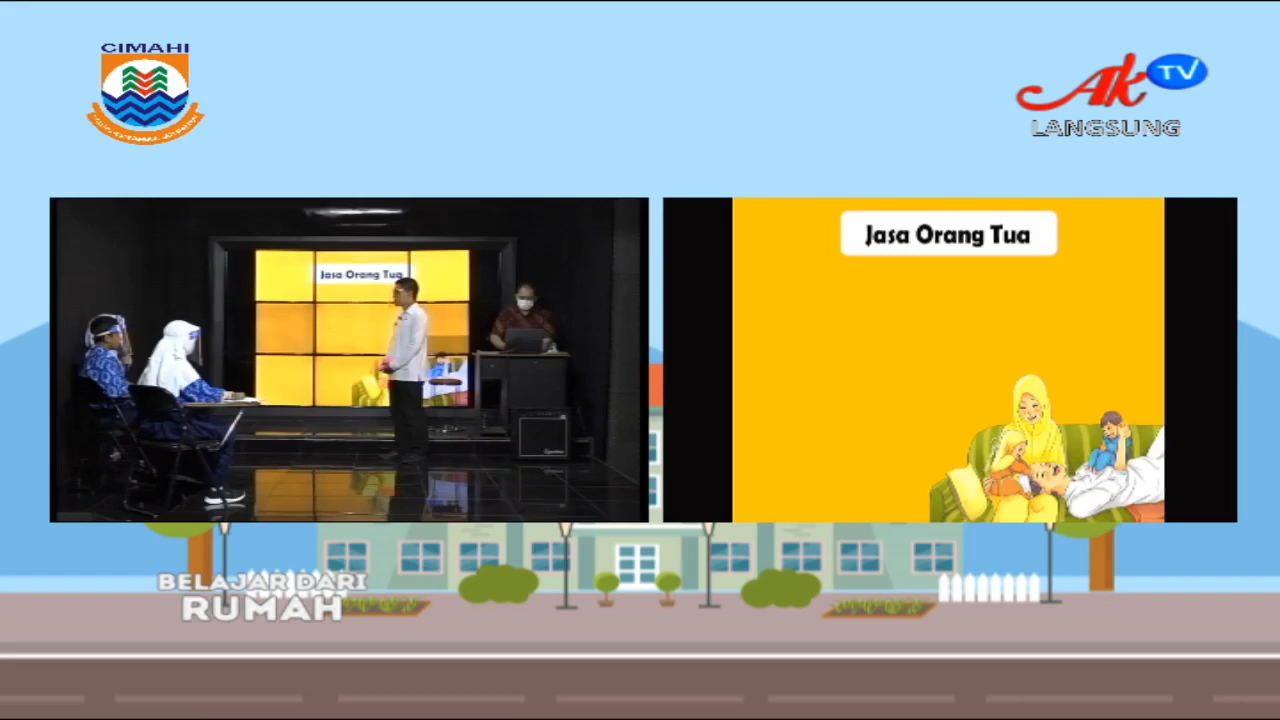 CIMAHI
Ak TV
LANGSUNG
Jasa Orang Tua
Jasa Orang Tua
BELAJAR DARI
RUMAH